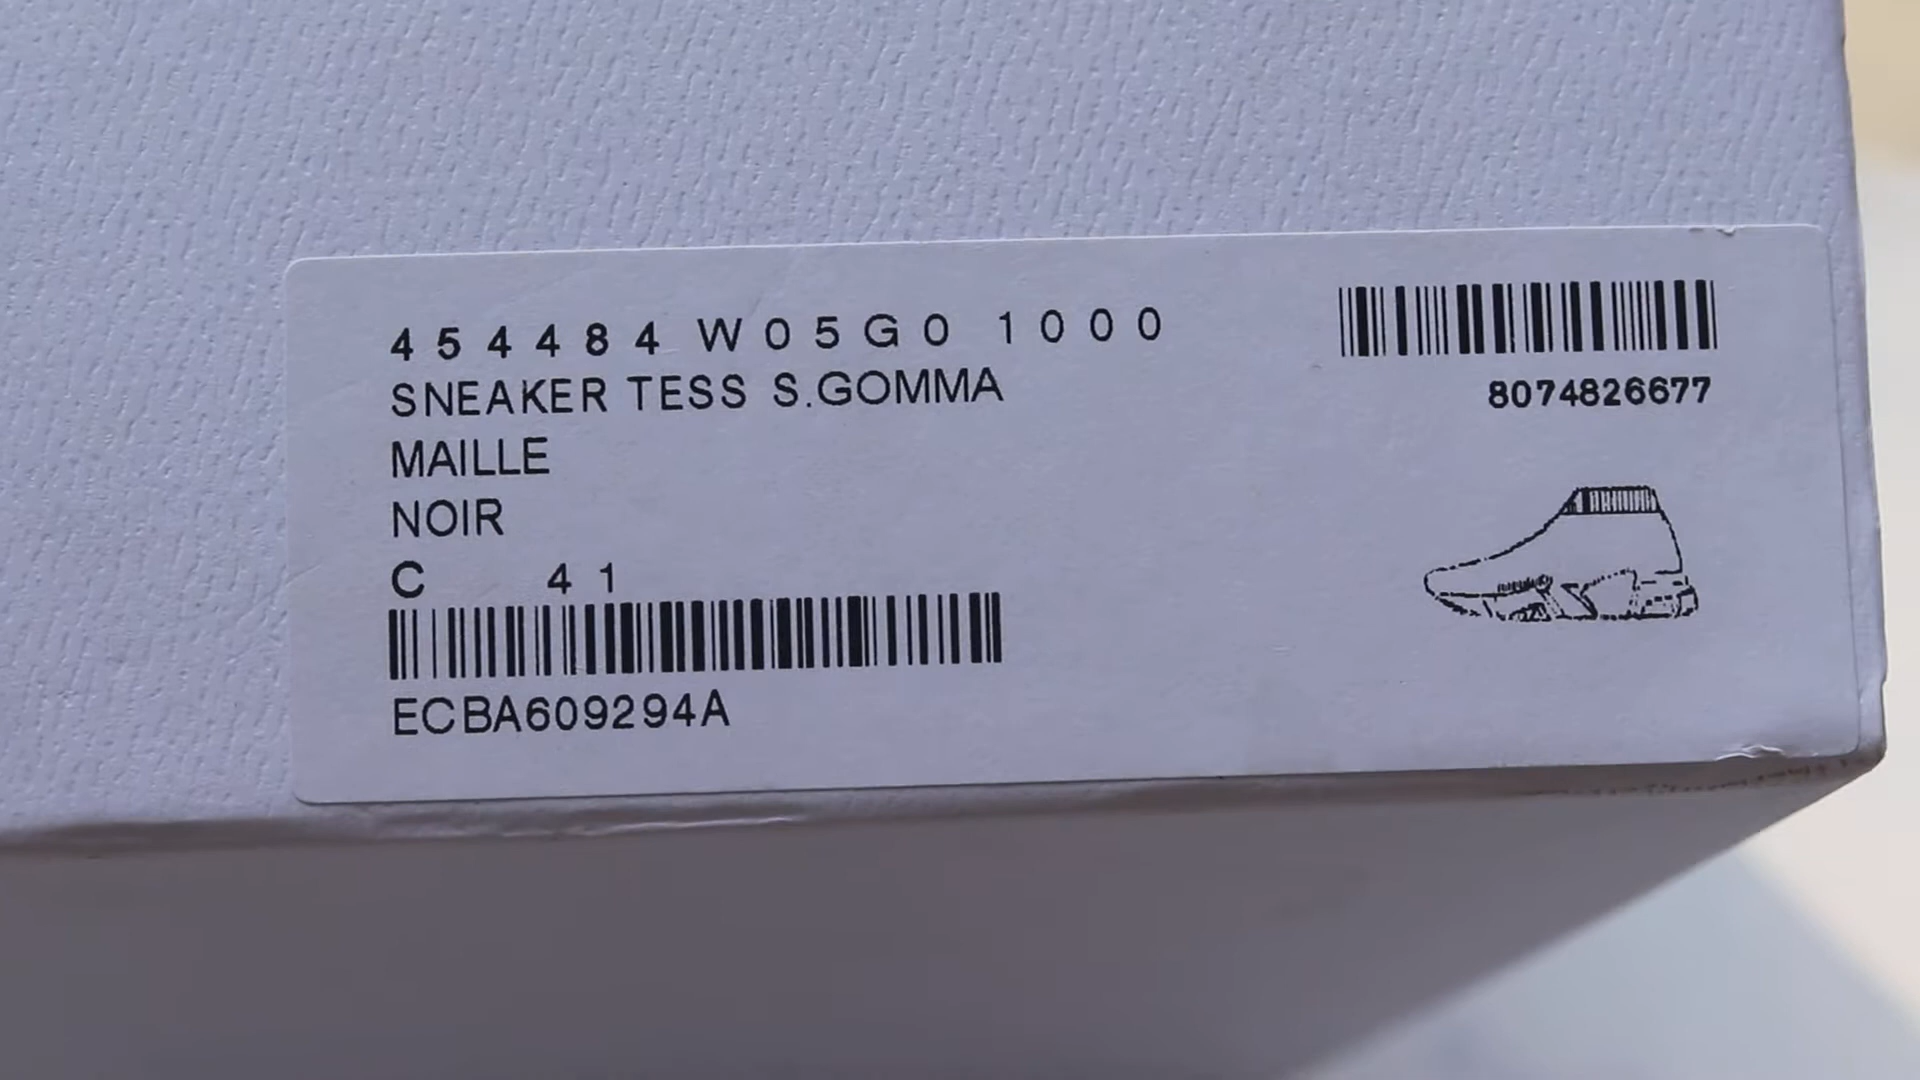 454484 W05G0 1000
SNEAKER TESS S.GOMMA
MAILLE
NOIR
C 41
ECBA609294A
8074826677